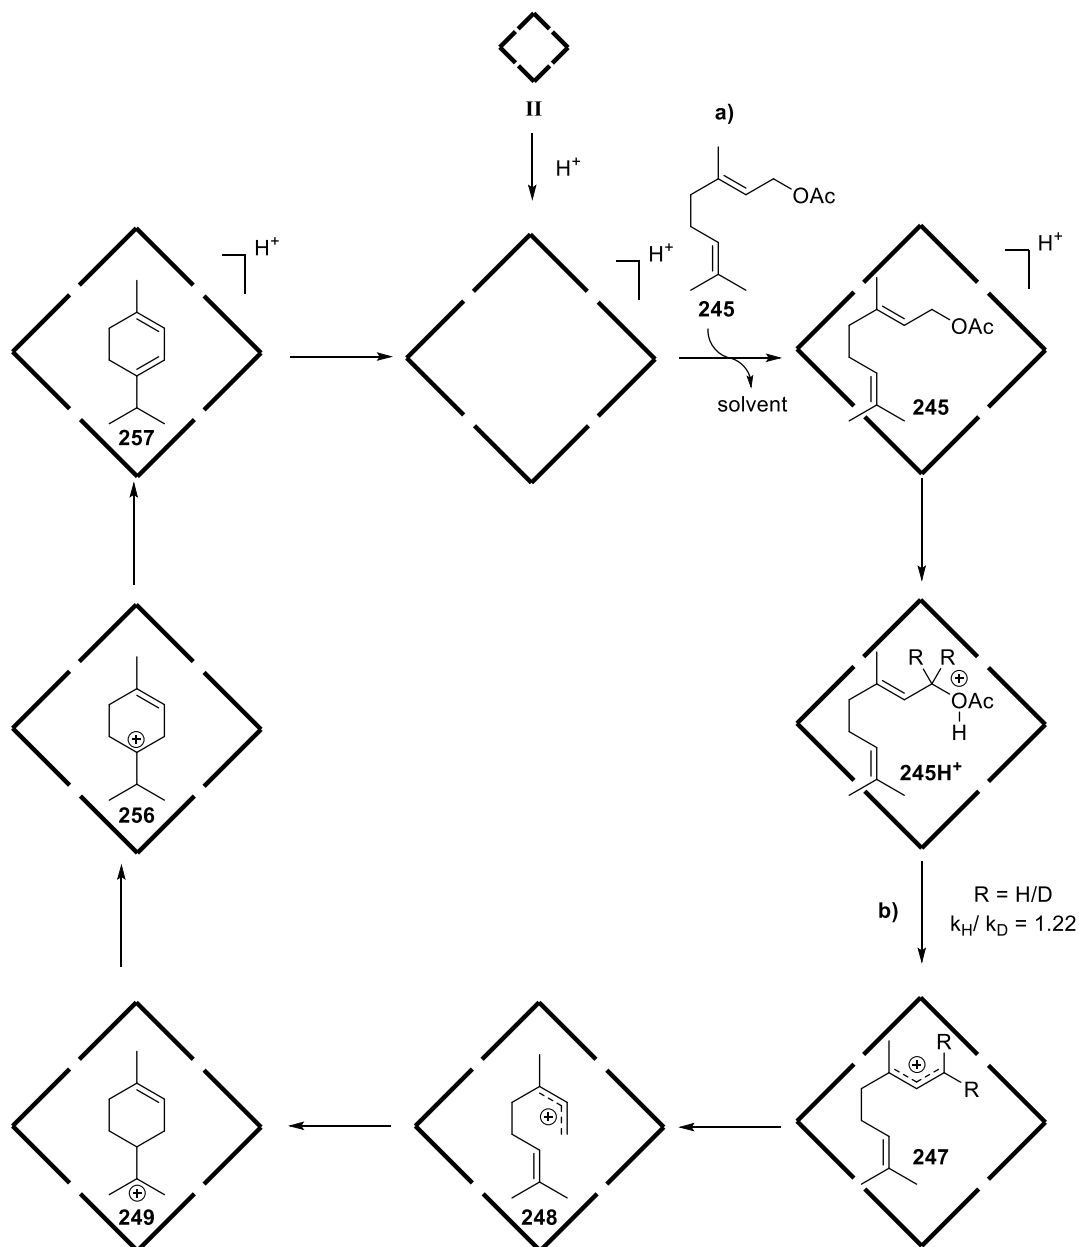 II
H+
a)
OAc
245
solvent
H+
257
H+
H+
OAc
245
256
R R
⊕
OAc
H
245H+
b)
R = H/D
kH/ kD = 1.22
⊕
249
⊕
248
R
⊕
R
247
⊕